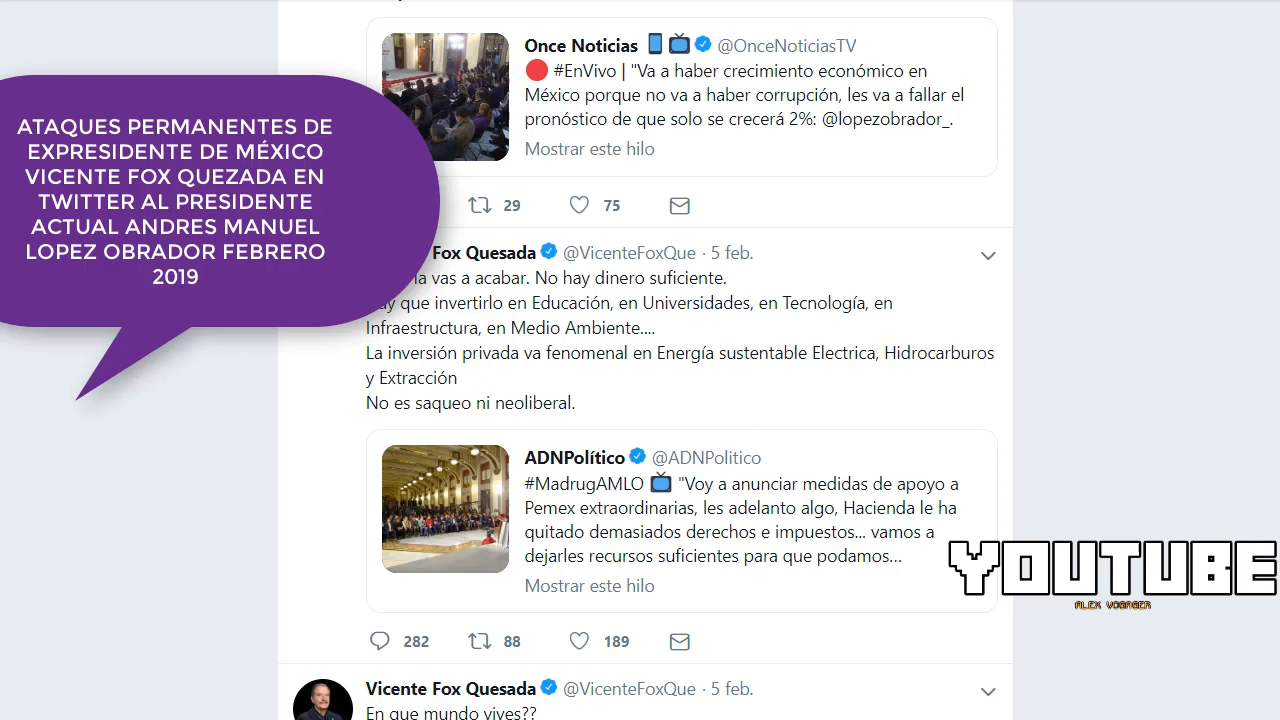 Once Noticias @OnceNoticiasTV
#EnVivo | "Va a haber crecimiento económico en
México porque no va a haber corrupción, les va a fallar el
pronóstico de que solo se crecerá 2%: @lopezobrador_.
Mostrar este hilo
29 75
ATAQUES PERMANENTES DE
EXPRESIDENTE DE MÉXICO
VICENTE FOX QUEZADA EN
TWITTER AL PRESIDENTE
ACTUAL ANDRES MANUEL
LOPEZ OBRADOR FEBRERO
2019
Fox Quesada @VicenteFoxQue · 5 feb.
la vas a acabar. No hay dinero suficiente.
que invertirlo en Educación, en Universidades, en Tecnología, en
Infraestructura, en Medio Ambiente....
La inversión privada va fenomenal en Energía sustentable Electrica, Hidrocarburos
y Extracción
No es saqueo ni neoliberal.
ADNPolítico @ADNPolitico
#MadrugAMLO "Voy a anunciar medidas de apoyo a
Pemex extraordinarias, les adelanto algo, Hacienda le ha
quitado demasiados derechos e impuestos... vamos a
dejarles recursos suficientes para que podamos...
Mostrar este hilo
282 88 189
YOUTUBE
ALEX VOGAGER
Vicente Fox Quesada @VicenteFoxQue · 5 feb.
En que mundo vives??